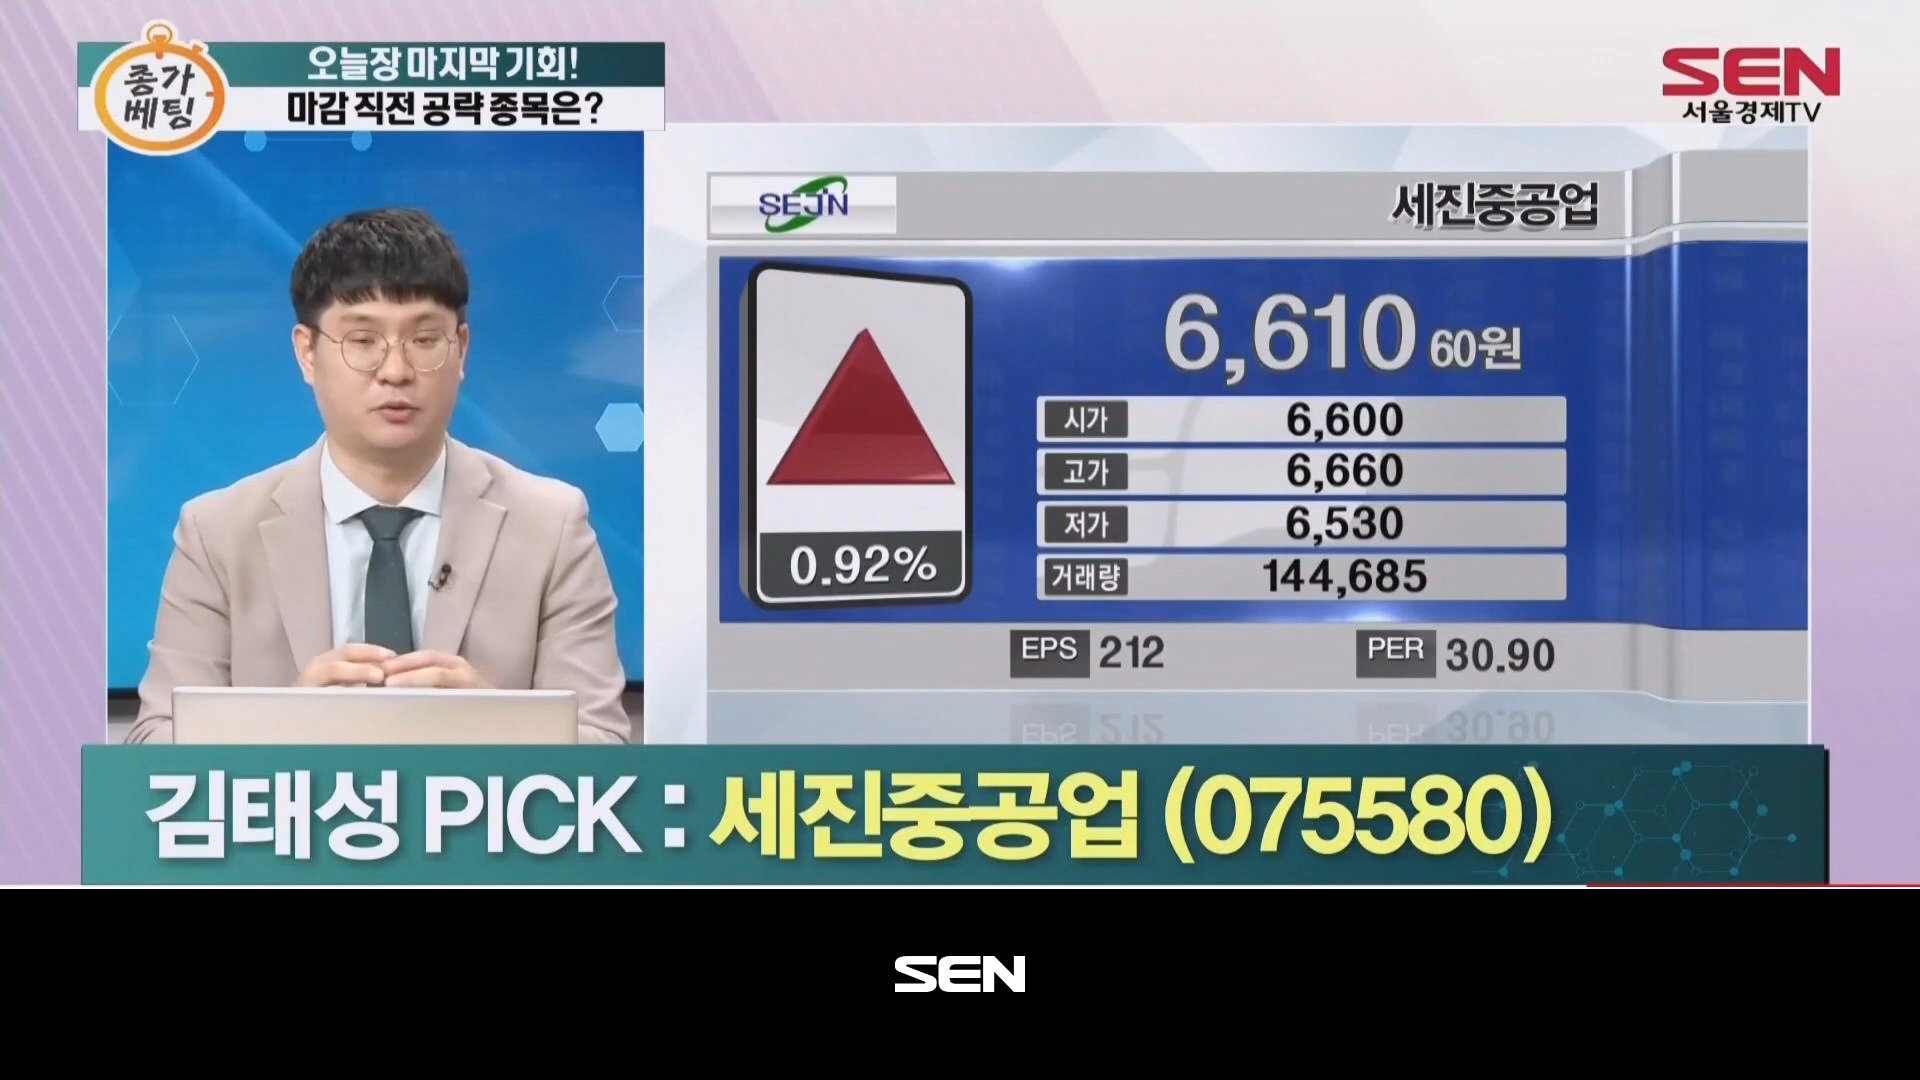 종가
베팅
오늘장 마지막 기회!
마감 직전 공략 종목은?
SEN
서울경제TV
SEJIN
세진중공업
6,610 60원
0.92%
시가 6,600
고가 6,660
저가 6,530
거래량 144,685
EPS 212 PER 30.90
김태성 PICK : 세진중공업 (075580)
SEN